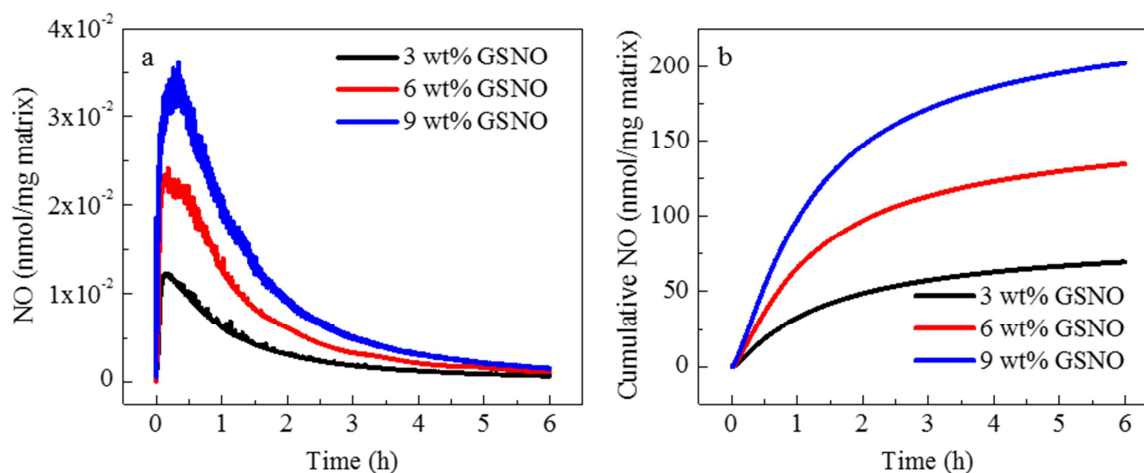 a
3 wt% GSNO
6 wt% GSNO
9 wt% GSNO
4x10⁻²
3x10⁻²
2x10⁻²
1x10⁻²
0
NO (nmol/mg matrix)
0 1 2 3 4 5 6
Time (h)
b
200
150
100
50
0
Cumulative NO (nmol/mg matrix)
3 wt% GSNO
6 wt% GSNO
9 wt% GSNO
0 1 2 3 4 5 6
Time (h)